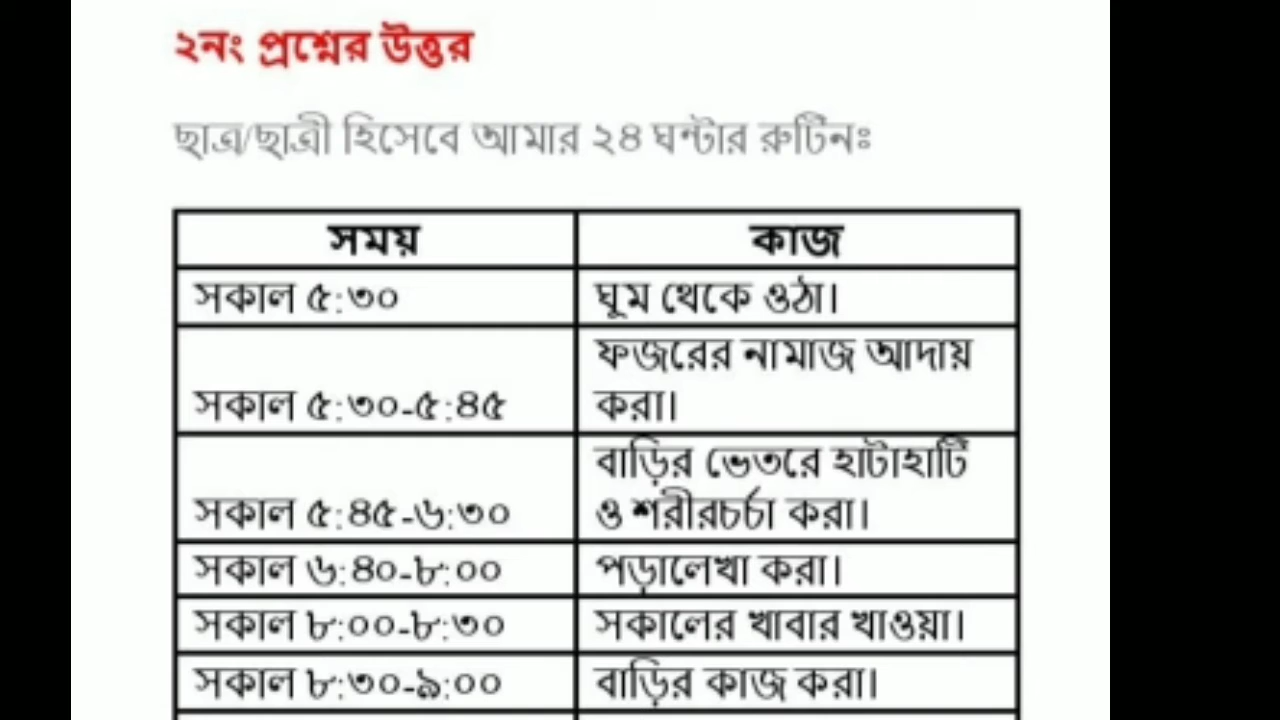 ২নং প্রশ্নের উত্তর
ছাত্র/ছাত্রী হিসেবে আমার ২৪ ঘন্টার রুটিনঃ
সময় কাজ
সকাল ৫:৩০ ঘুম থেকে ওঠা।
ফজরের নামাজ আদায়
সকাল ৫:৩০-৫:৪৫ করা।
বাড়ির ভেতরে হাটাহাটি
সকাল ৫:৪৫-৬:৩০ ও শরীরচর্চা করা।
সকাল ৬:৪০-৮:০০ পড়ালেখা করা।
সকাল ৮:০০-৮:৩০ সকালের খাবার খাওয়া।
সকাল ৮:৩০-৯:০০ বাড়ির কাজ করা।